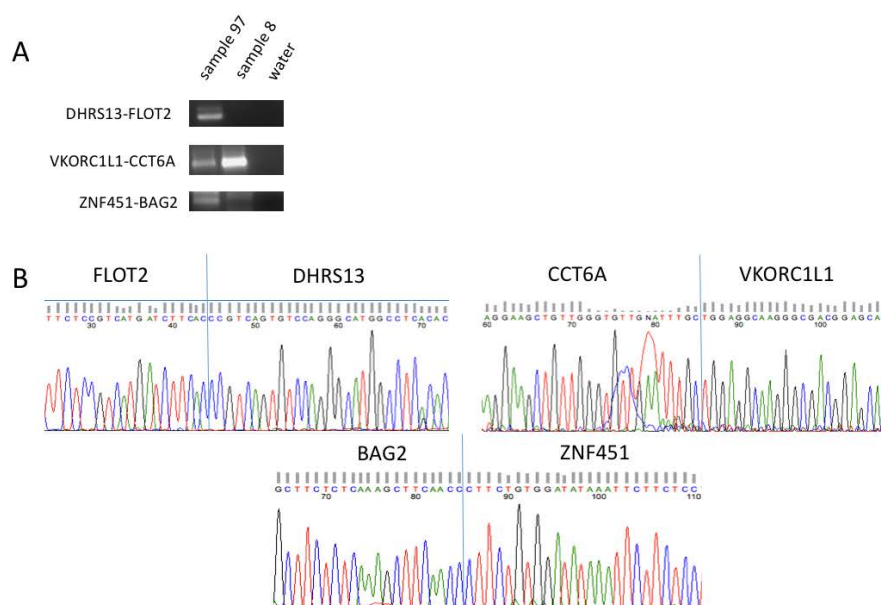 A
sample 97 sample 8 water
DHRS13-FLOT2
VKORC1L1-CCT6A
ZNF451-BAG2
B
FLOT2 DHRS13
TTCTCCGTCATGATCTTCACCCGTCAGTGTCCAGGGCATGGCCTCACAC
30 40 50 60 70
CCT6A VKORC1L1
AGGAAGCTGTTGGGTGTTGNATTTGCTGGAGGCAAGGGCGACGGAGCA
60 70 80 90 100
BAG2 ZNF451
GCTTCTCTCAAAGCTTCAACCCTTCTGTGGATATAAATTCTTCTCC
70 80 90 100 110